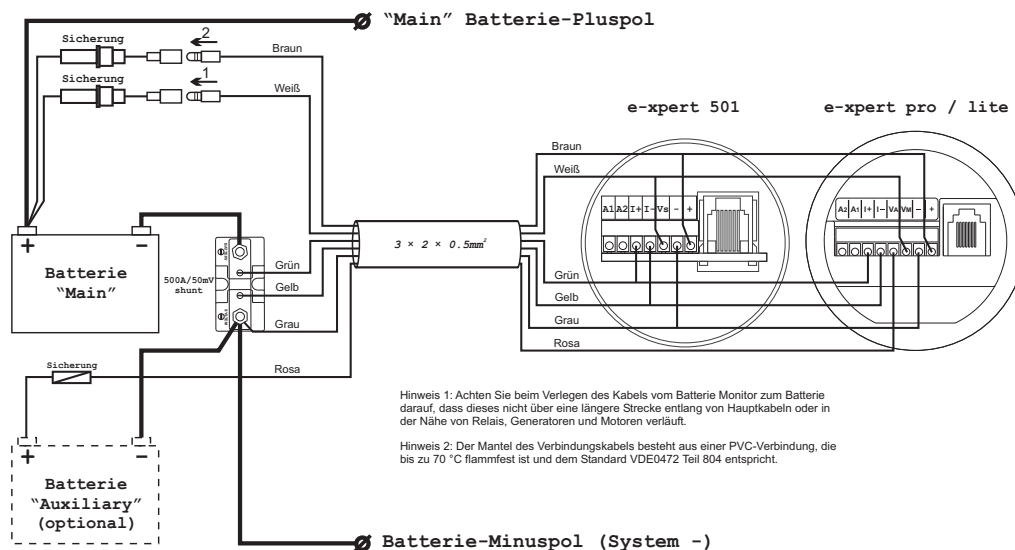 “Main” Batterie-Pluspol
Sicherung
2
Braun
Sicherung
1
Weiß
e-xpert 501
e-xpert pro / lite
Braun
Weiß
A1 A2 I+ I- Vs - +
A2 A1 I+ I- VA VM - +
3 × 2 × 0.5mm²
+ -
Batterie
“Main”
500A/50mV
shunt
Grün
Gelb
Grau
Grün
Gelb
Grau
Rosa
Sicherung
Rosa
+ -
Batterie
“Auxiliary”
(optional)
Hinweis 1: Achten Sie beim Verlegen des Kabels vom Batterie Monitor zum Batterie
darauf, dass dieses nicht über eine längere Strecke entlang von Hauptkabeln oder in
der Nähe von Relais, Generatoren und Motoren verläuft.
Hinweis 2: Der Mantel des Verbindungskabels besteht aus einer PVC-Verbindung, die
bis zu 70 °C flammfest ist und dem Standard VDE0472 Teil 804 entspricht.
Batterie-Minuspol (System -)